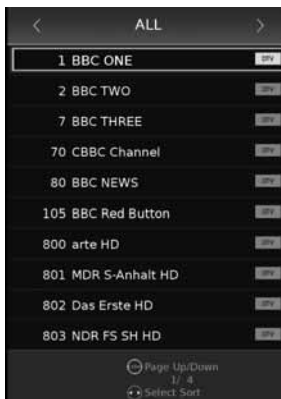 ALL
1 BBC ONE DTV
2 BBC TWO DTV
7 BBC THREE DTV
70 CBBC Channel DTV
80 BBC NEWS DTV
105 BBC Red Button DTV
800 arte HD DTV
801 MDR S-Anhalt HD DTV
802 Das Erste HD DTV
803 NDR FS SH HD DTV
Page Up/Down
1/ 4
Select Sort